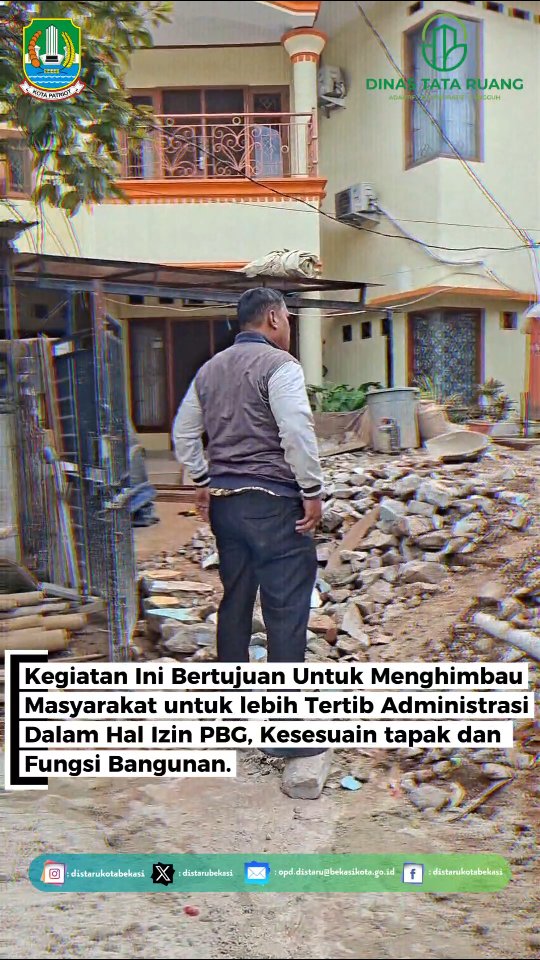 KOTA PATRIOT
DINAS TATA RUANG
Kegiatan Ini Bertujuan Untuk Menghimbau
Masyarakat untuk lebih Tertib Administrasi
Dalam Hal Izin PBG, Kesesuain tapak dan
Fungsi Bangunan.
: distarukotabekasi
: distarubekasi
: opd.distaru@bekasikota.go.id
: distarukotabekasi